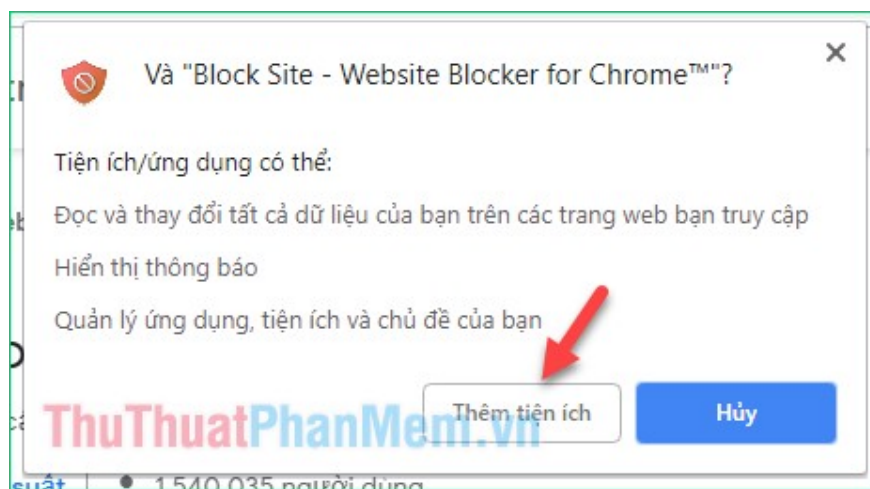 Và "Block Site - Website Blocker for Chrome™"?
Tiện ích/ứng dụng có thể:
Đọc và thay đổi tất cả dữ liệu của bạn trên các trang web bạn truy cập
Hiển thị thông báo
Quản lý ứng dụng, tiện ích và chủ đề của bạn
Thêm tiện ích
Hủy
ThuThuatPhanMem.vn
suất 1.540.035 người dùng